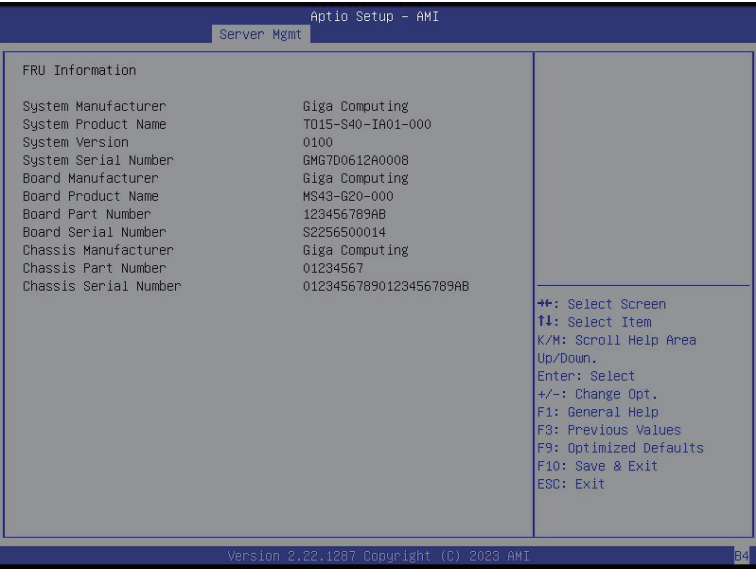 Aptio Setup – AMI
Server Mgmt
FRU Information
System Manufacturer Giga Computing
System Product Name TO15-S40-IA01-000
System Version 0100
System Serial Number GMG7D0612A0008
Board Manufacturer Giga Computing
Board Product Name MS43-G20-000
Board Part Number 123456789AB
Board Serial Number S2256500014
Chassis Manufacturer Giga Computing
Chassis Part Number 01234567
Chassis Serial Number 01234567890123456789AB
→←: Select Screen
↑↓: Select Item
K/M: Scroll Help Area
Up/Down.
Enter: Select
+/-: Change Opt.
F1: General Help
F3: Previous Values
F9: Optimized Defaults
F10: Save & Exit
ESC: Exit
Version 2.22.1287 Copyright (C) 2023 AMI
B4